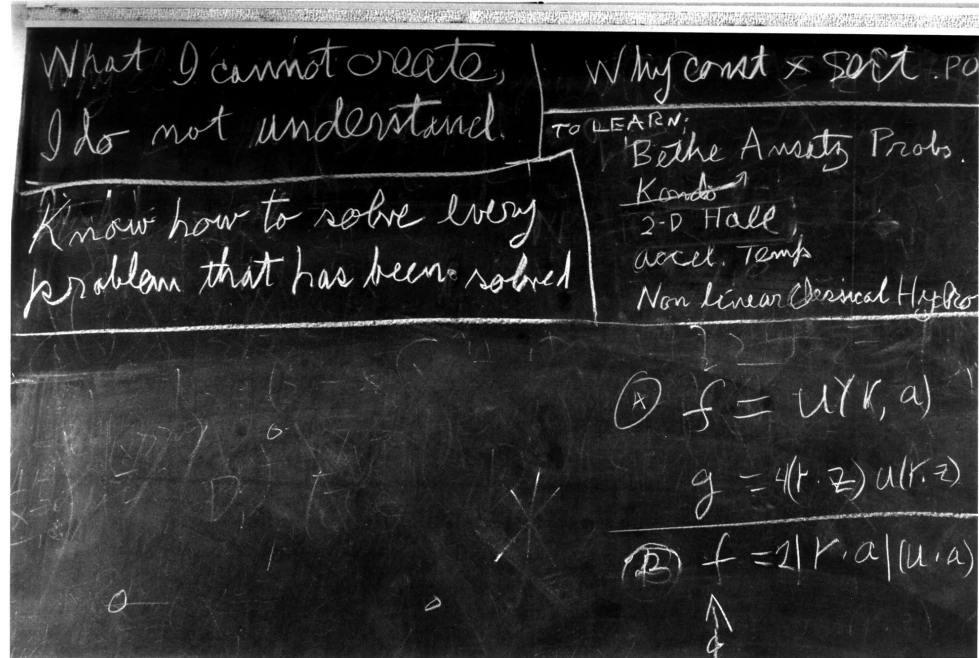 What I cannot create,
I do not understand.
Know how to solve every
problem that has been solved
Why const × sort . PO
TO LEARN:
Bethe Ansatz Probs.
Kondo
2-D Hall
accel. Temp
Non linear Classical Hydro
A f = u(r, a)
g = 4(r·z) u(r·z)
B f = 2|r·a|(u·a)